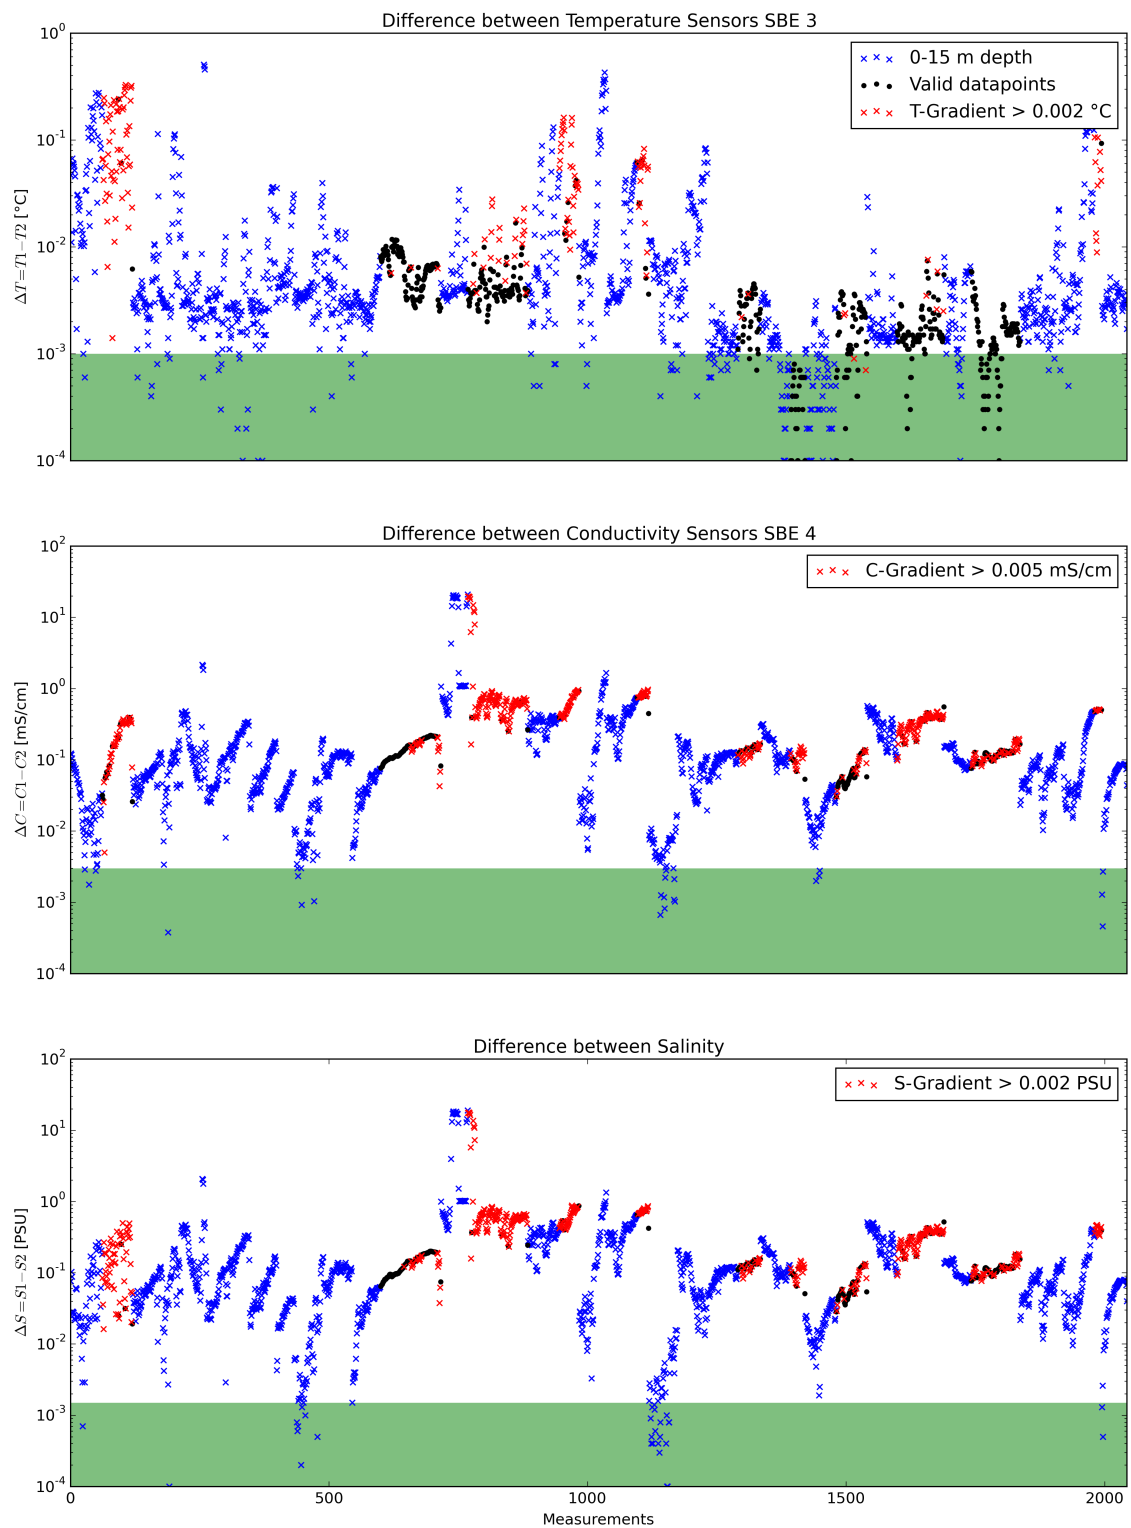 Difference between Temperature Sensors SBE 3
10^0
10^-1
10^-2
10^-3
10^-4
ΔT = T1 − T2 [°C]
0-15 m depth
Valid datapoints
T-Gradient > 0.002 °C
Difference between Conductivity Sensors SBE 4
10^2
10^1
10^0
10^-1
10^-2
10^-3
10^-4
ΔC = C1 − C2 [mS/cm]
C-Gradient > 0.005 mS/cm
Difference between Salinity
10^2
10^1
10^0
10^-1
10^-2
10^-3
10^-4
ΔS = S1 − S2 [PSU]
S-Gradient > 0.002 PSU
0 500 1000 1500 2000
Measurements